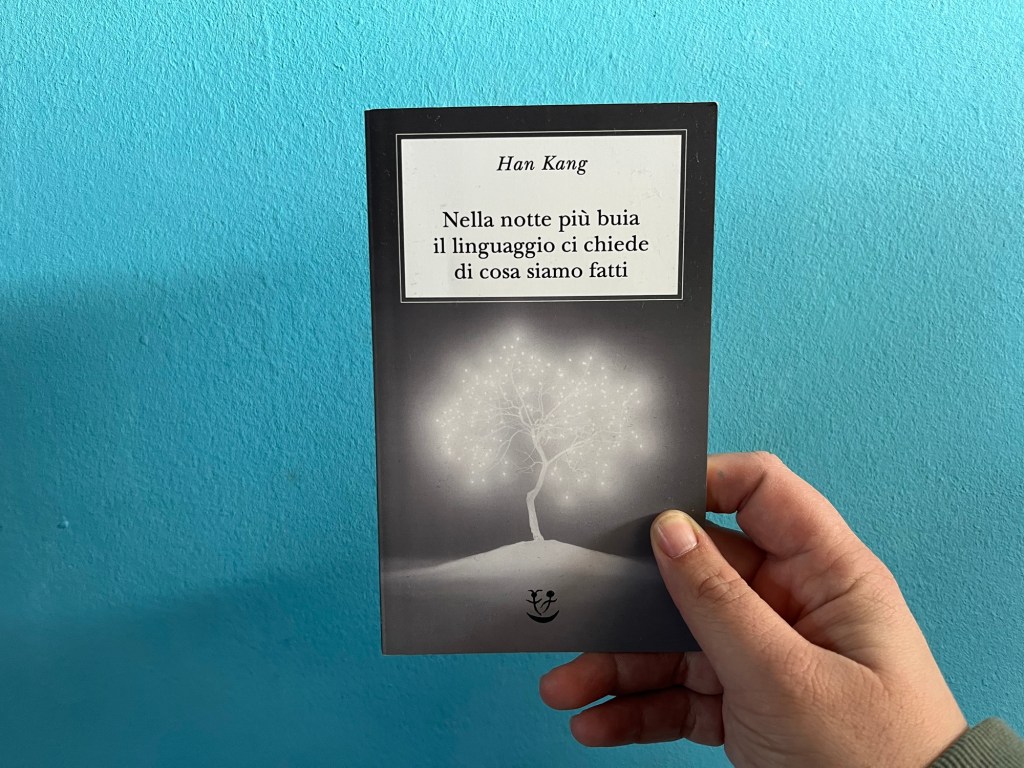 Han Kang
Nella notte più buia
il linguaggio ci chiede
di cosa siamo fatti